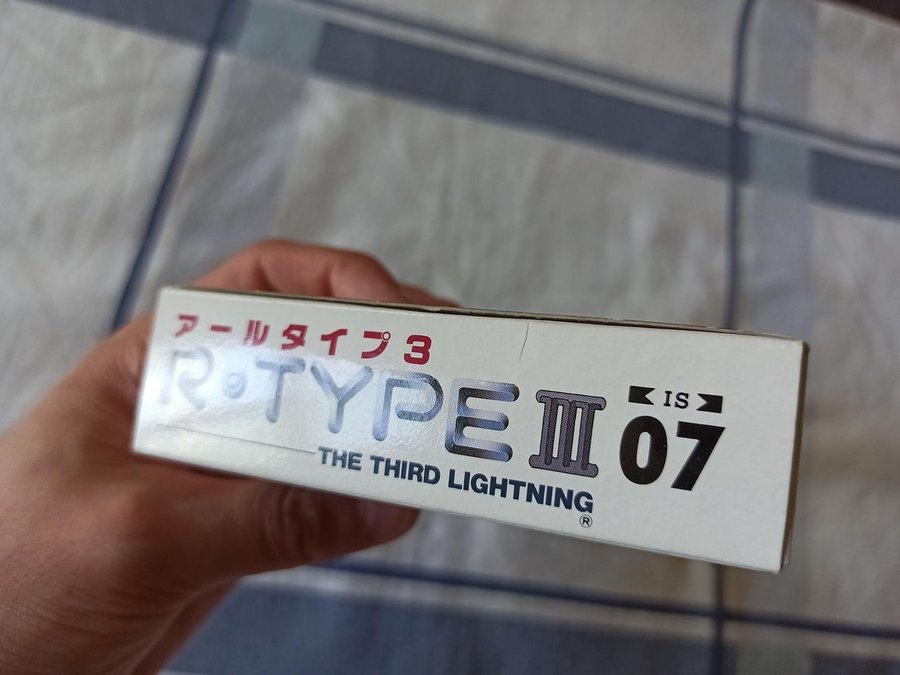 アールタイプ3
R•TYPE III
THE THIRD LIGHTNING
®
IS
07